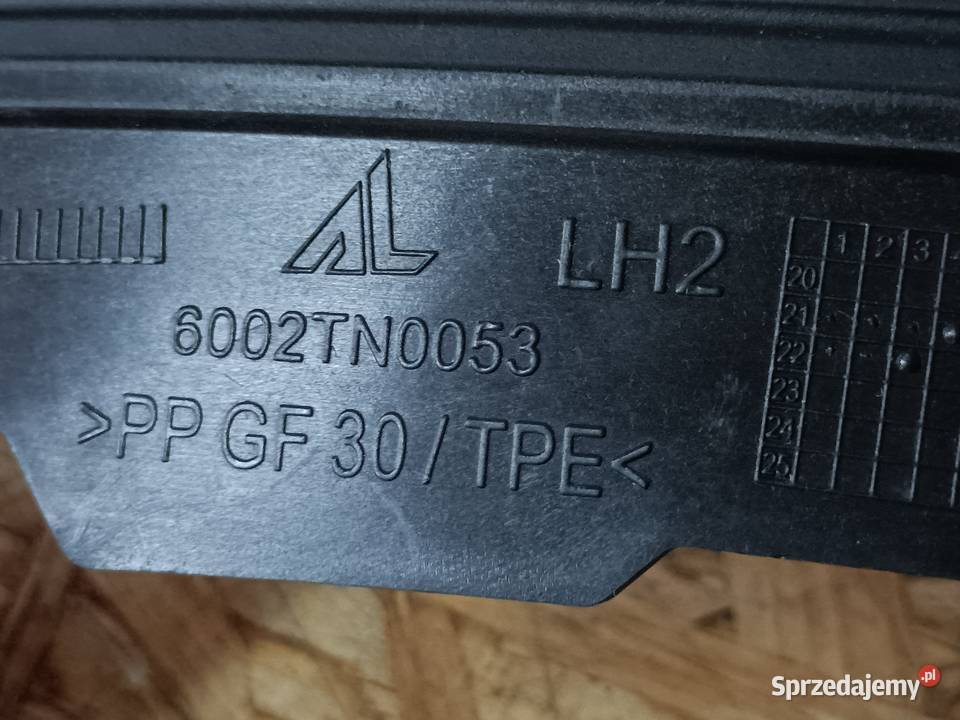 AL
LH2
6002TN0053
>PP GF 30 / TPE<
1 2 3
20
21
22
23
24
25
Sprzedajemy.pl